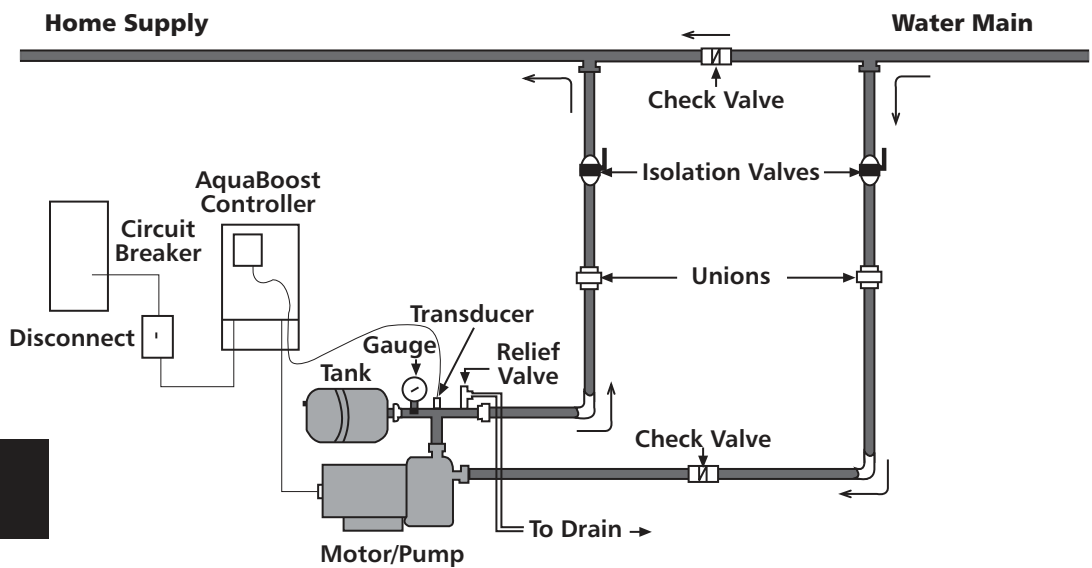 Home Supply
Water Main
Check Valve
Isolation Valves
AquaBoost
Controller
Circuit
Breaker
Unions
Disconnect
Transducer
Gauge
Relief
Valve
Tank
Check Valve
To Drain
Motor/Pump